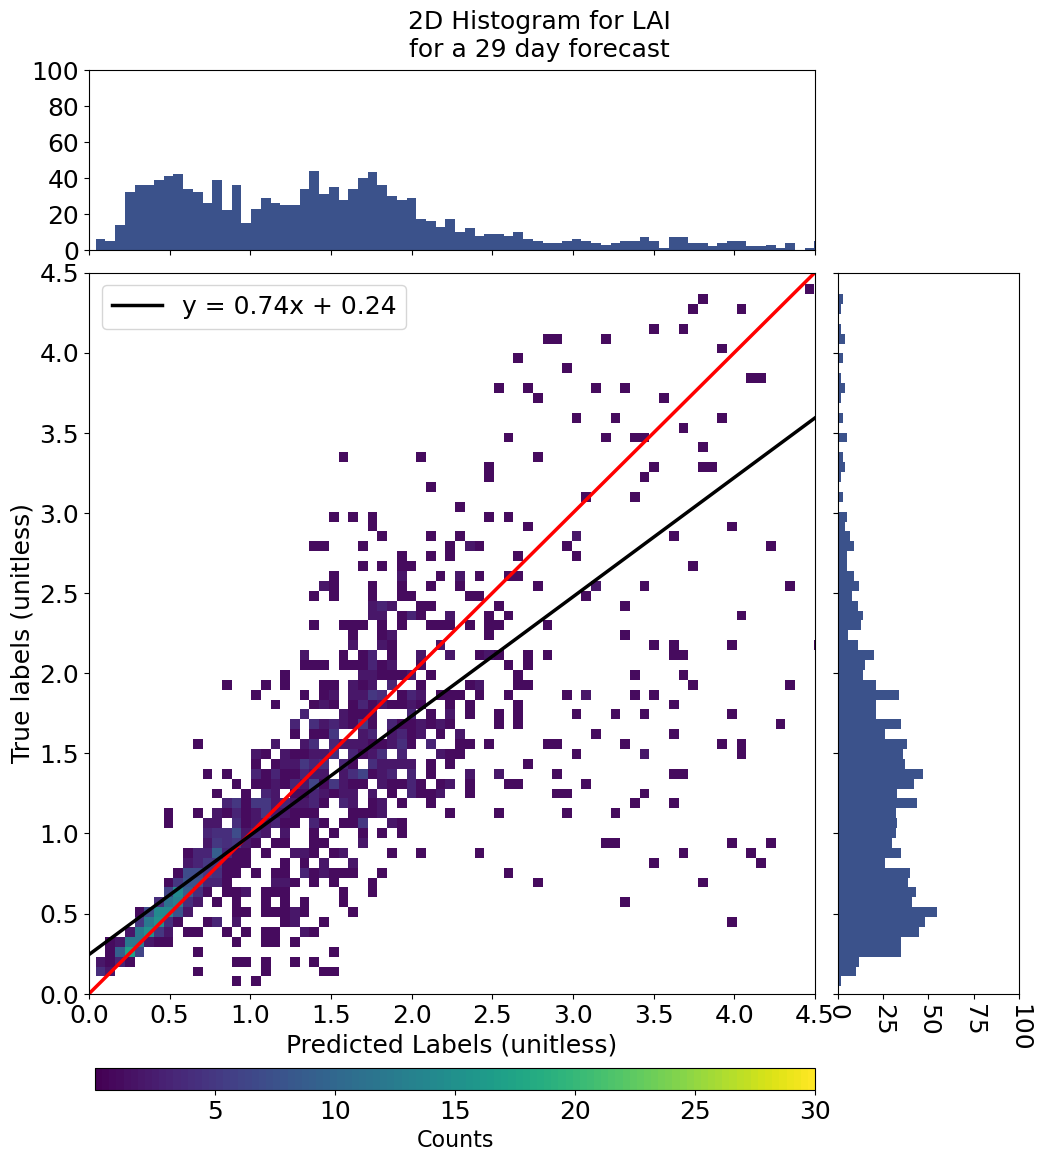 2D Histogram for LAI
for a 29 day forecast
100
80
60
40
20
0
4.5
4.0
3.5
3.0
2.5
2.0
1.5
1.0
0.5
0.0
True labels (unitless)
y = 0.74x + 0.24
0.0 0.5 1.0 1.5 2.0 2.5 3.0 3.5 4.0 4.5
Predicted Labels (unitless)
0 25 50 75 100
5 10 15 20 25 30
Counts